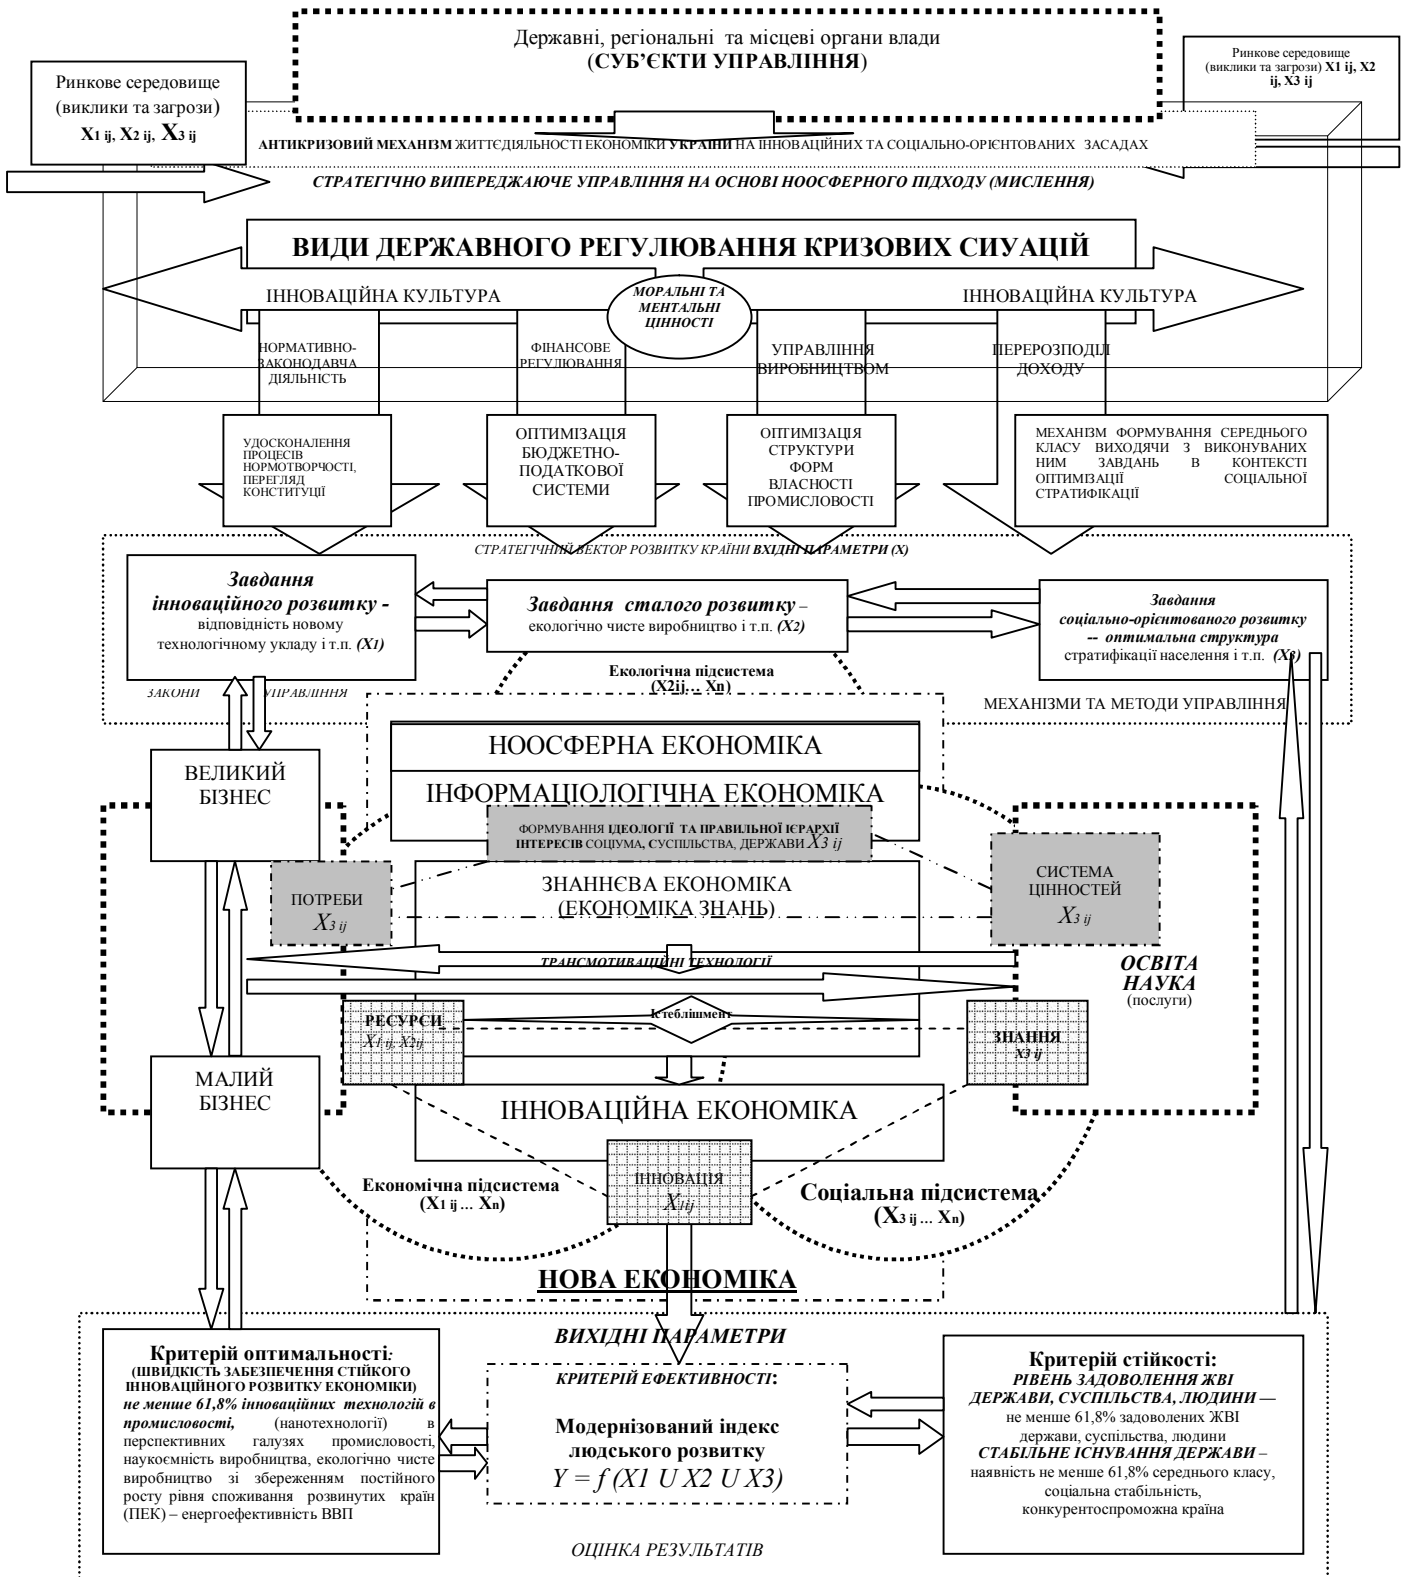 Державні, регіональні та місцеві органи влади
(СУБ’ЄКТИ УПРАВЛІННЯ)
Ринкове середовище
(виклики та загрози)
X1 ij, X2 ij, X3 ij
Ринкове середовище
(виклики та загрози) X1 ij, X2
ij, X3 ij
АНТИКРИЗОВИЙ МЕХАНІЗМ ЖИТТЄДІЯЛЬНОСТІ ЕКОНОМІКИ УКРАЇНИ НА ІННОВАЦІЙНИХ ТА СОЦІАЛЬНО-ОРІЄНТОВАНИХ ЗАСАДАХ
СТРАТЕГІЧНО ВИПЕРЕДЖАЮЧЕ УПРАВЛІННЯ НА ОСНОВІ НООСФЕРНОГО ПІДХОДУ (МИСЛЕННЯ)
ВИДИ ДЕРЖАВНОГО РЕГУЛЮВАННЯ КРИЗОВИХ СИУАЦІЙ
ІННОВАЦІЙНА КУЛЬТУРА
МОРАЛЬНІ ТА
МЕНТАЛЬНІ
ЦІННОСТІ
ІННОВАЦІЙНА КУЛЬТУРА
НОРМАТИВНО-
ЗАКОНОДАВЧА
ДІЯЛЬНІСТЬ
ФІНАНСОВЕ
РЕГУЛЮВАННЯ
УПРАВЛІННЯ
ВИРОБНИЦТВОМ
ПЕРЕРОЗПОДІЛ
ДОХОДУ
УДОСКОНАЛЕННЯ
ПРОЦЕСІВ
НОРМОТВОРЧОСТІ,
ПЕРЕГЛЯД
КОНСТИТУЦІЇ
ОПТИМІЗАЦІЯ
БЮДЖЕТНО-
ПОДАТКОВОЇ
СИСТЕМИ
ОПТИМІЗАЦІЯ
СТРУКТУРИ
ФОРМ
ВЛАСНОСТІ
ПРОМИСЛОВОСТІ
МЕХАНІЗМ ФОРМУВАННЯ СЕРЕДНЬОГО
КЛАСУ ВИХОДЯЧИ З ВИКОНУВАНИХ
НИМ ЗАВДАНЬ В КОНТЕКСТІ
ОПТИМІЗАЦІЇ СОЦІАЛЬНОЇ
СТРАТИФІКАЦІЇ
СТРАТЕГІЧНИЙ ВЕКТОР РОЗВИТКУ КРАЇНИ ВХІДНІ ПАРАМЕТРИ (X)
Завдання
інноваційного розвитку -
відповідність новому
технологічному укладу і т.п. (X1)
Завдання сталого розвитку –
екологічно чисте виробництво і т.п. (X2)
Завдання
соціально-орієнтованого розвитку
-- оптимальна структура
стратифікації населення і т.п. (X3)
ЗАКОНИ УПРАВЛІННЯ
Екологічна підсистема
(X2ij... Xn)
МЕХАНІЗМИ ТА МЕТОДИ УПРАВЛІННЯ
ВЕЛИКИЙ
БІЗНЕС
НООСФЕРНА ЕКОНОМІКА
ІНФОРМАЦІОЛОГІЧНА ЕКОНОМІКА
ФОРМУВАННЯ ІДЕОЛОГІЇ ТА ПРАВИЛЬНОЇ ІЄРАРХІЇ
ІНТЕРЕСІВ СОЦІУМА, СУСПІЛЬСТВА, ДЕРЖАВИ X3 ij
ПОТРЕБИ
X3 ij
ЗНАННЄВА ЕКОНОМІКА
(ЕКОНОМІКА ЗНАНЬ)
СИСТЕМА
ЦІННОСТЕЙ
X3 ij
ТРАНСМОТИВАЦІЙНІ ТЕХНОЛОГІЇ
ОСВІТА
НАУКА
(послуги)
РЕСУРСИ
X1 ij, X2ij
Істеблішмент
ЗНАННЯ
X3 ij
МАЛИЙ
БІЗНЕС
ІННОВАЦІЙНА ЕКОНОМІКА
ІННОВАЦІЯ
X1ij
Економічна підсистема
(X1 ij ... Xn)
Соціальна підсистема
(X3 ij ... Xn)
НОВА ЕКОНОМІКА
ВИХІДНІ ПАРАМЕТРИ
Критерій оптимальності:
(ШВИДКІСТЬ ЗАБЕЗПЕЧЕННЯ СТІЙКОГО
ІННОВАЦІЙНОГО РОЗВИТКУ ЕКОНОМІКИ)
не менше 61,8% інноваційних технологій в
промисловості, (нанотехнології) в
перспективних галузях промисловості,
наукоємність виробництва, екологічно чисте
виробництво зі збереженням постійного
росту рівня споживання розвинутих країн
(ПЕК) – енергоефективність ВВП
КРИТЕРІЙ ЕФЕКТИВНОСТІ:
Модернізований індекс
людського розвитку
Y = f (X1 U X2 U X3)
Критерій стійкості:
РІВЕНЬ ЗАДОВОЛЕННЯ ЖВІ
ДЕРЖАВИ, СУСПІЛЬСТВА, ЛЮДИНИ —
не менше 61,8% задоволених ЖВІ
держави, суспільства, людини
СТАБІЛЬНЕ ІСНУВАННЯ ДЕРЖАВИ –
наявність не менше 61,8% середнього класу,
соціальна стабільність,
конкурентоспроможна країна
ОЦІНКА РЕЗУЛЬТАТІВ